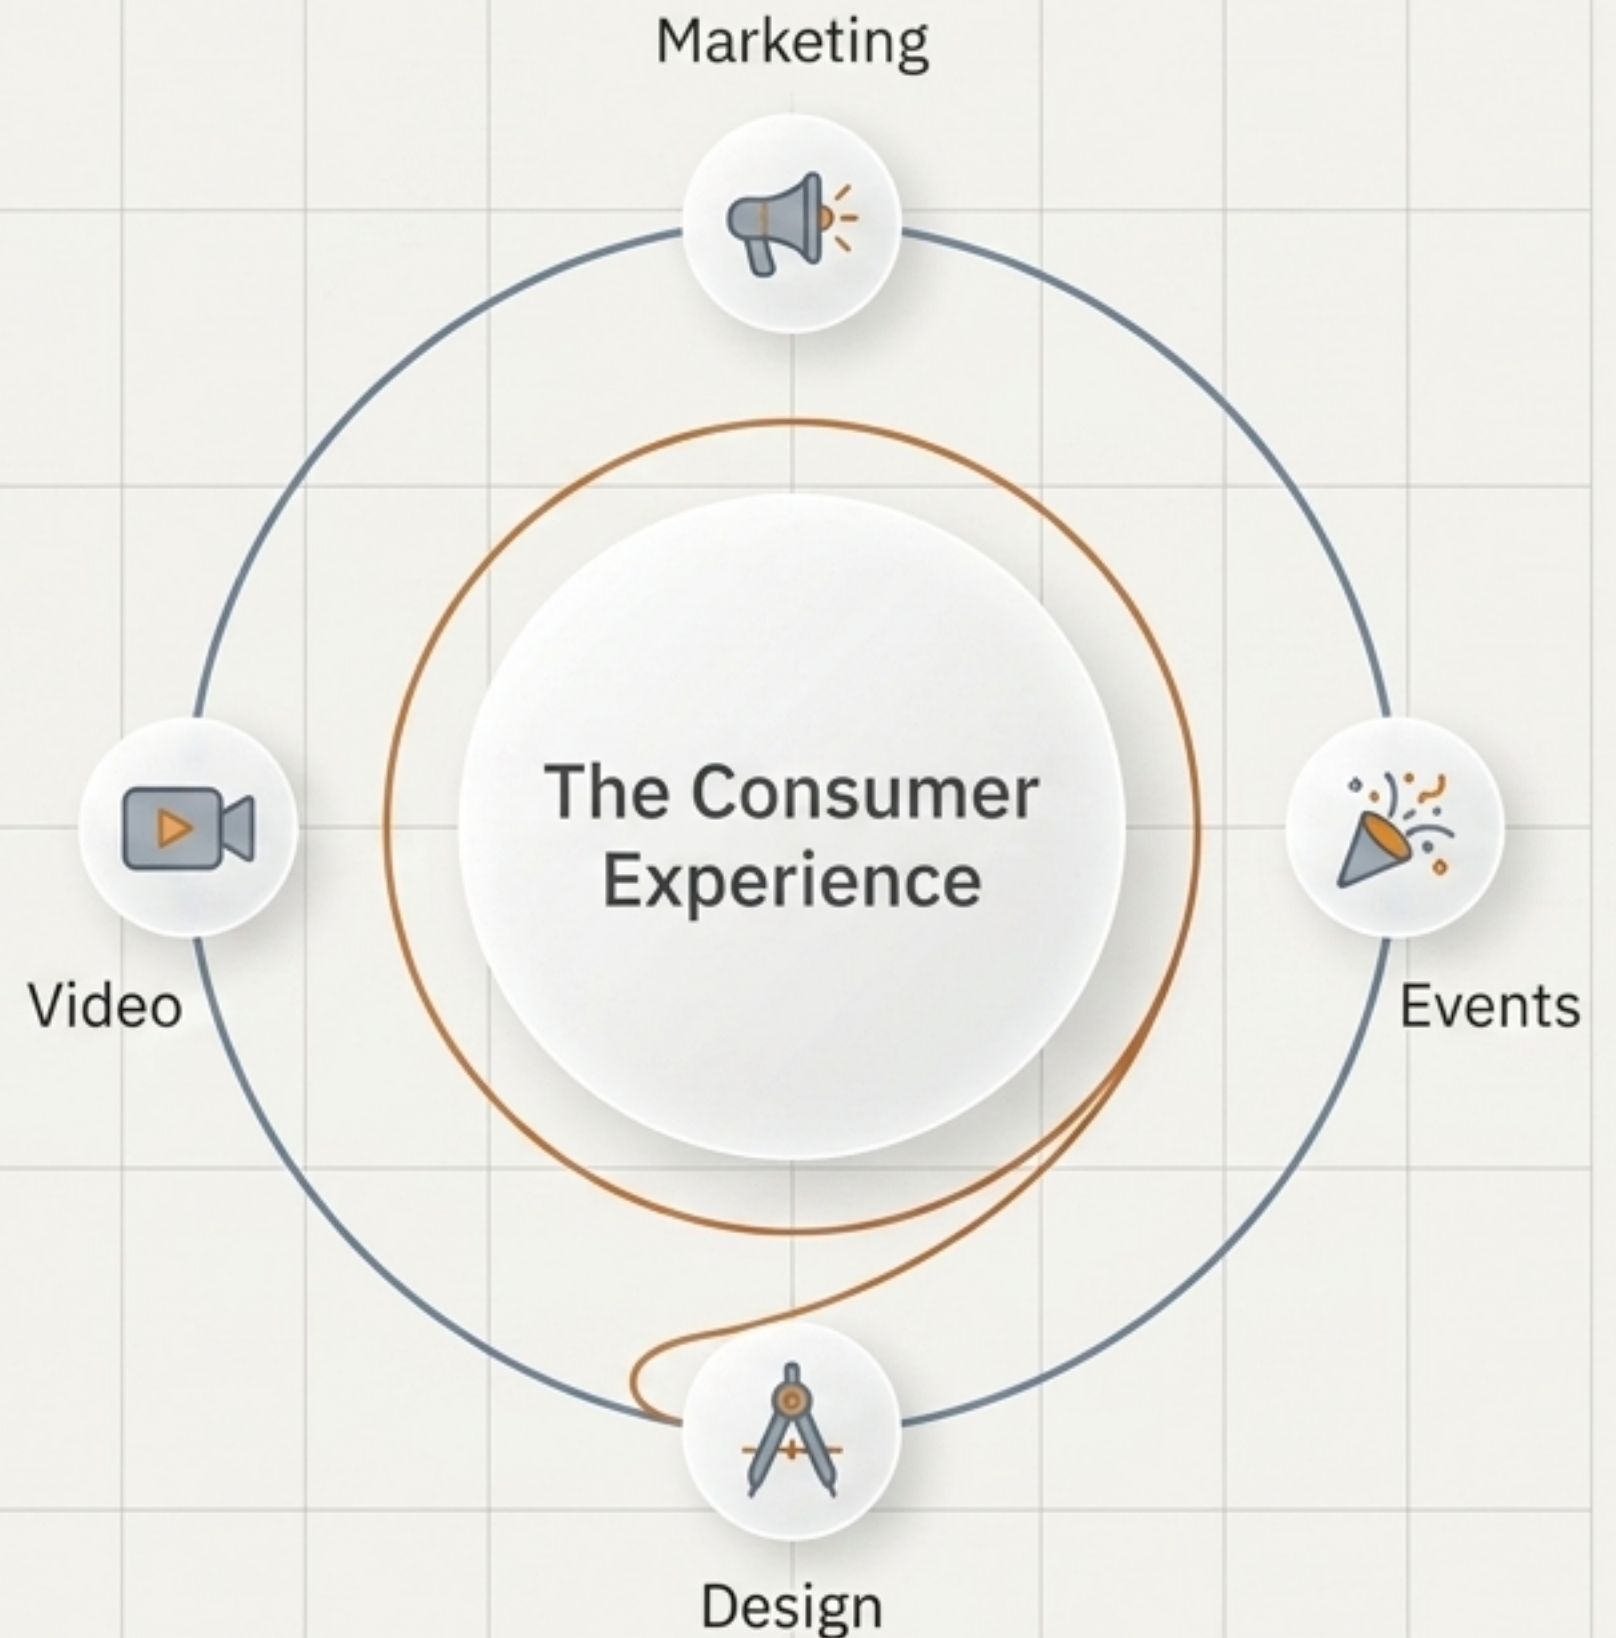 Marketing
The Consumer
Experience
Video
Events
Design